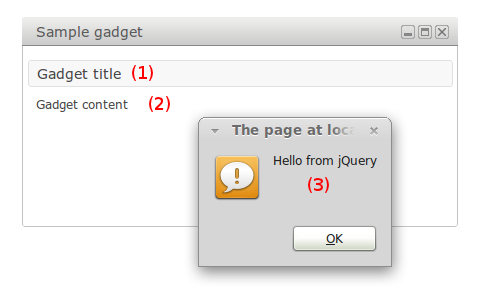 Sample gadget
Gadget title (1)
Gadget content (2)
The page at loca
Hello from jQuery
(3)
OK